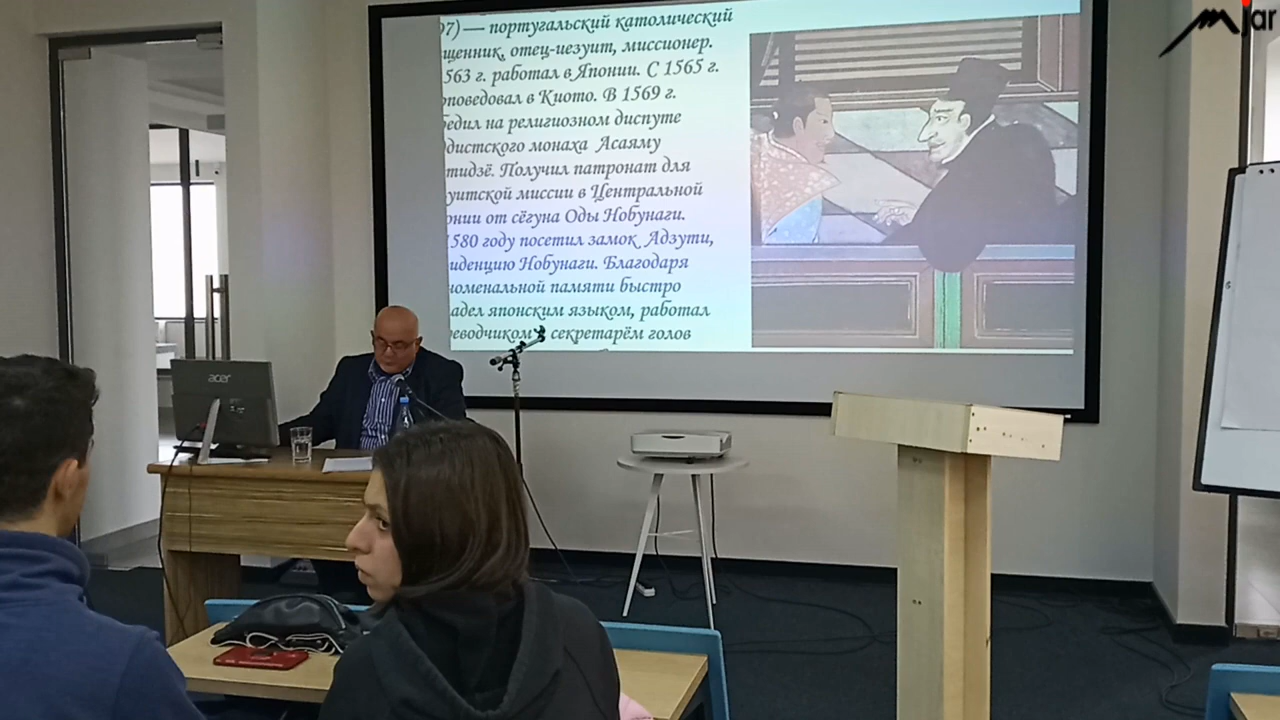 97) — португальский католический
щенник, отец-иезуит, миссионер.
563 г. работал в Японии. С 1565 г.
оповедовал в Киото. В 1569 г.
едил на религиозном диспуте
дистского монаха Асаяму
тидзё. Получил патронат для
уитской миссии в Центральной
онии от сёгуна Оды Нобунаги.
1580 году посетил замок Адзути,
иденцию Нобунаги. Благодаря
номенальной памяти быстро
адел японским языком, работал
еводчиком секретарём голов
acer
Mjar